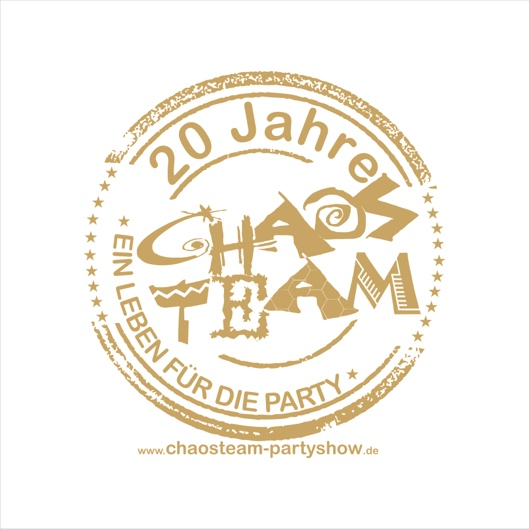 20 Jahre
CHAOS
TEAM
EIN LEBEN FÜR DIE PARTY
www.chaosteam-partyshow.de